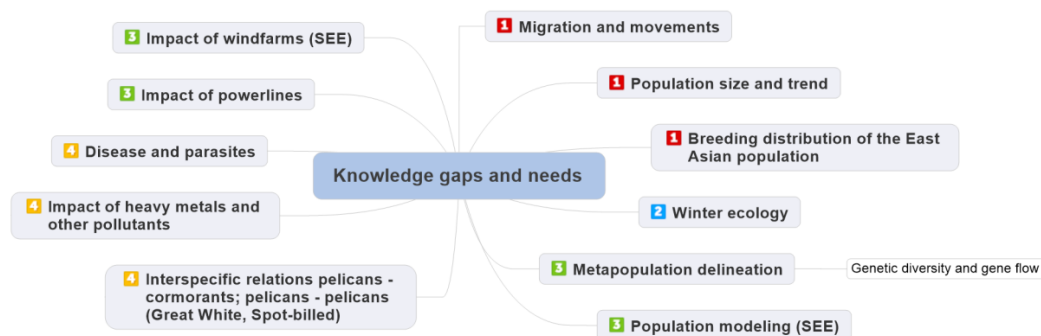 Knowledge gaps and needs
1 Migration and movements
1 Population size and trend
1 Breeding distribution of the East
Asian population
2 Winter ecology
3 Metapopulation delineation
Genetic diversity and gene flow
3 Population modeling (SEE)
3 Impact of windfarms (SEE)
3 Impact of powerlines
4 Disease and parasites
4 Impact of heavy metals and
other pollutants
4 Interspecific relations pelicans -
cormorants; pelicans - pelicans
(Great White, Spot-billed)